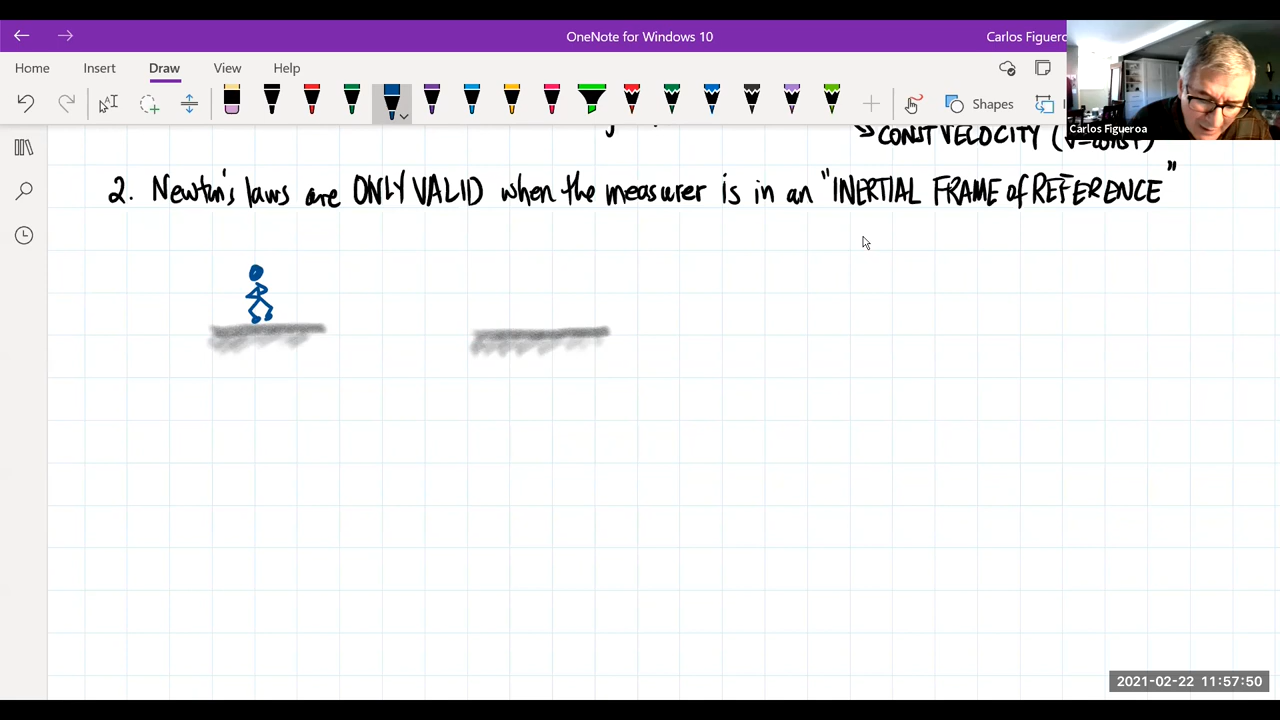 OneNote for Windows 10
Carlos Figueroa
Home Insert Draw View Help
Shapes
Carlos Figueroa
CONST VELOCITY (v=const)
2. Newton's laws are ONLY VALID when the measurer is in an "INERTIAL FRAME of REFERENCE"
2021-02-22 11:57:50